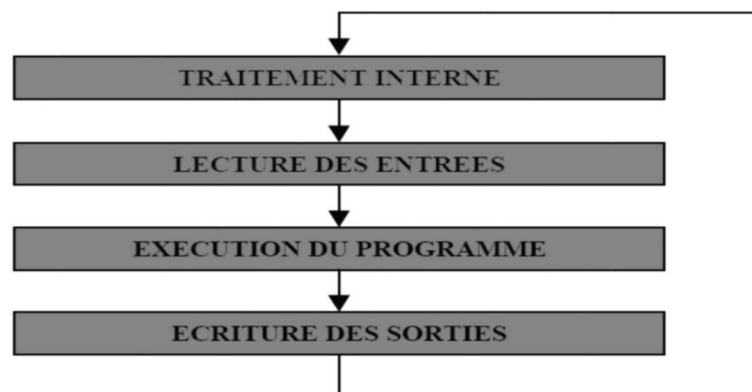 TRAITEMENT INTERNE
LECTURE DES ENTREES
EXECUTION DU PROGRAMME
ECRITURE DES SORTIES